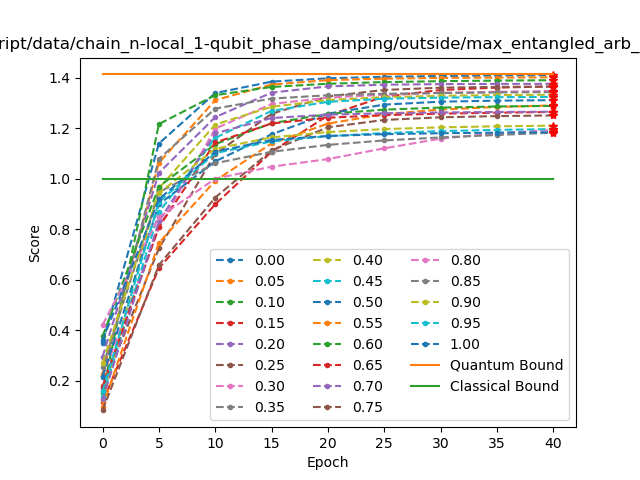 ript/data/chain_n-local_1-qubit_phase_damping/outside/max_entangled_arb_
1.4
1.2
1.0
0.8
0.6
0.4
0.2
Score
0 5 10 15 20 25 30 35 40
Epoch
0.00 0.40 0.80
0.05 0.45 0.85
0.10 0.50 0.90
0.15 0.55 0.95
0.20 0.60 1.00
0.25 0.65 Quantum Bound
0.30 0.70 Classical Bound
0.35 0.75